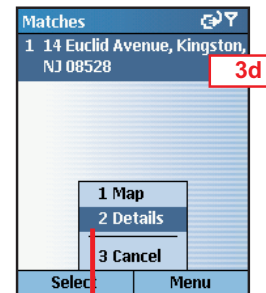 Matches
1 14 Euclid Avenue, Kingston,
NJ 08528
3d
1 Map
2 Details
3 Cancel
Select Menu